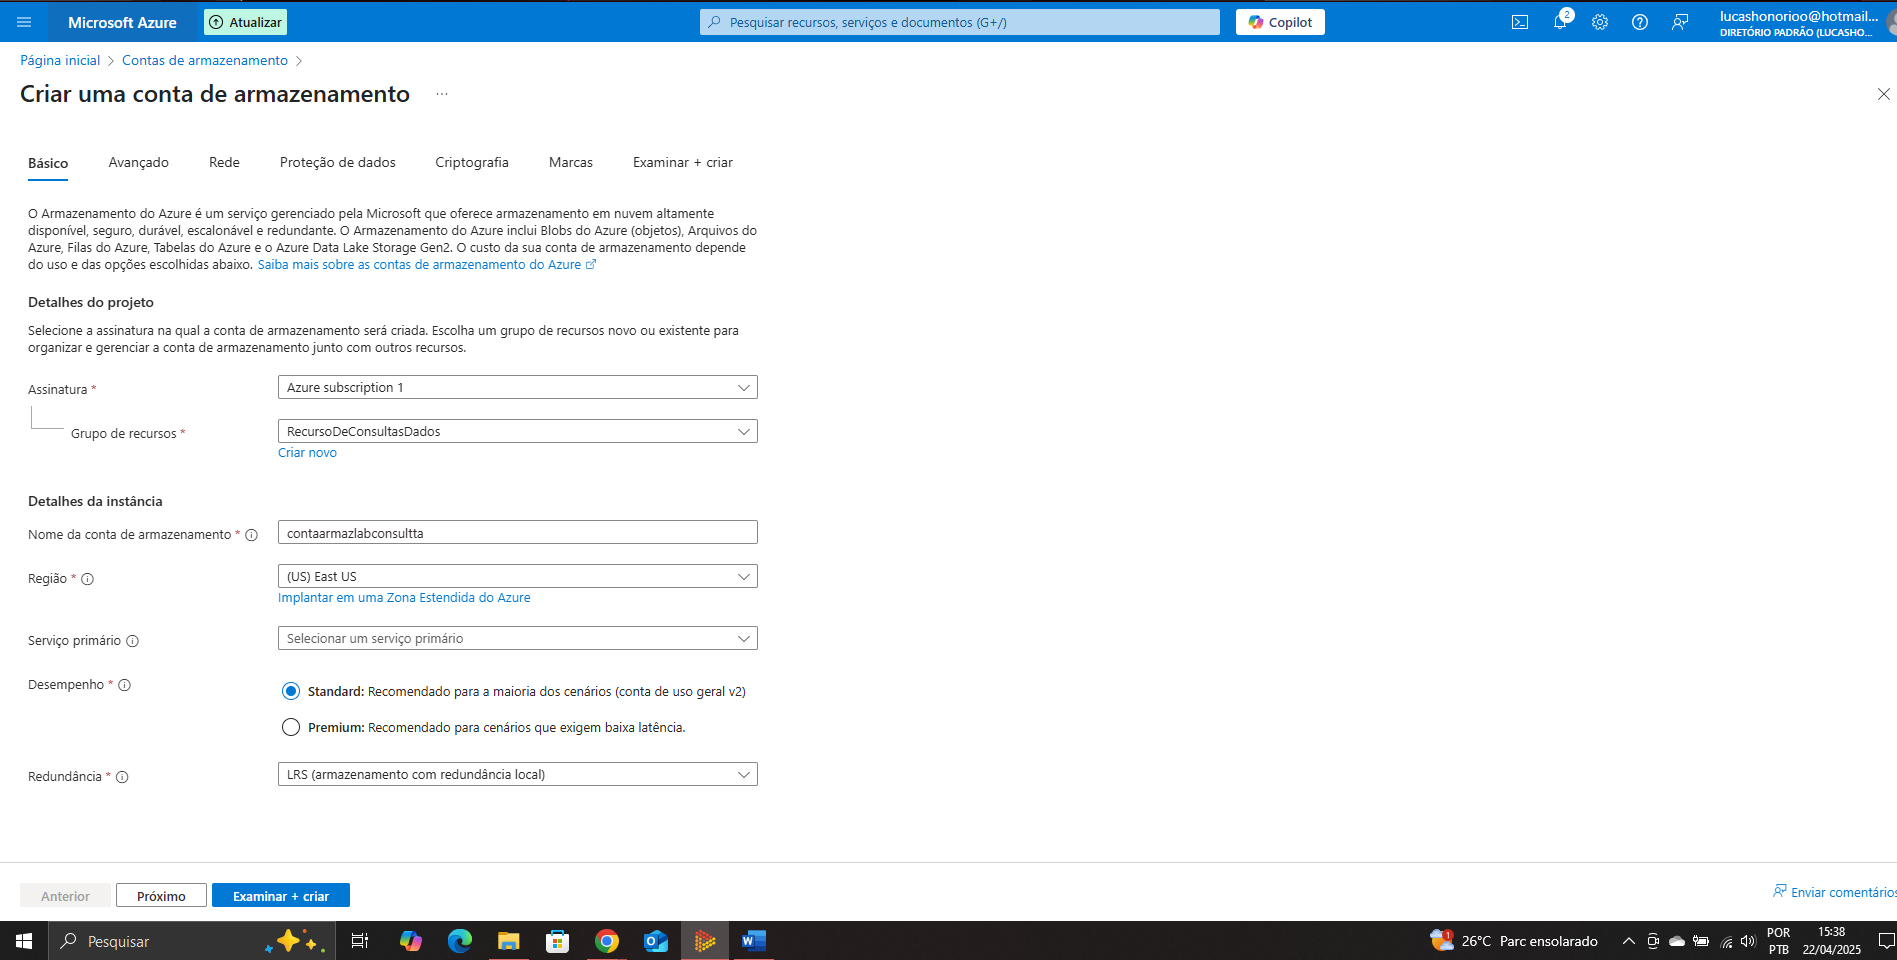 Microsoft Azure
Atualizar
Pesquisar recursos, serviços e documentos (G+/)
Copilot
2
lucashonorioo@hotmail...
DIRETÓRIO PADRÃO (LUCASHO...
Página inicial > Contas de armazenamento >
Criar uma conta de armazenamento ...
Básico Avançado Rede Proteção de dados Criptografia Marcas Examinar + criar
O Armazenamento do Azure é um serviço gerenciado pela Microsoft que oferece armazenamento em nuvem altamente
disponível, seguro, durável, escalonável e redundante. O Armazenamento do Azure inclui Blobs do Azure (objetos), Arquivos do
Azure, Filas do Azure, Tabelas do Azure e o Azure Data Lake Storage Gen2. O custo da sua conta de armazenamento depende
do uso e das opções escolhidas abaixo. Saiba mais sobre as contas de armazenamento do Azure
Detalhes do projeto
Selecione a assinatura na qual a conta de armazenamento será criada. Escolha um grupo de recursos novo ou existente para
organizar e gerenciar a conta de armazenamento junto com outros recursos.
Assinatura *
Azure subscription 1
Grupo de recursos *
RecursoDeConsultasDados
Criar novo
Detalhes da instância
Nome da conta de armazenamento *
contaarmazlabconsultta
Região *
(US) East US
Implantar em uma Zona Estendida do Azure
Serviço primário
Selecionar um serviço primário
Desempenho *
Standard: Recomendado para a maioria dos cenários (conta de uso geral v2)
Premium: Recomendado para cenários que exigem baixa latência.
Redundância *
LRS (armazenamento com redundância local)
Anterior
Próximo
Examinar + criar
Enviar comentários
Pesquisar
1
26°C Parc ensolarado
POR
PTB
15:38
22/04/2025